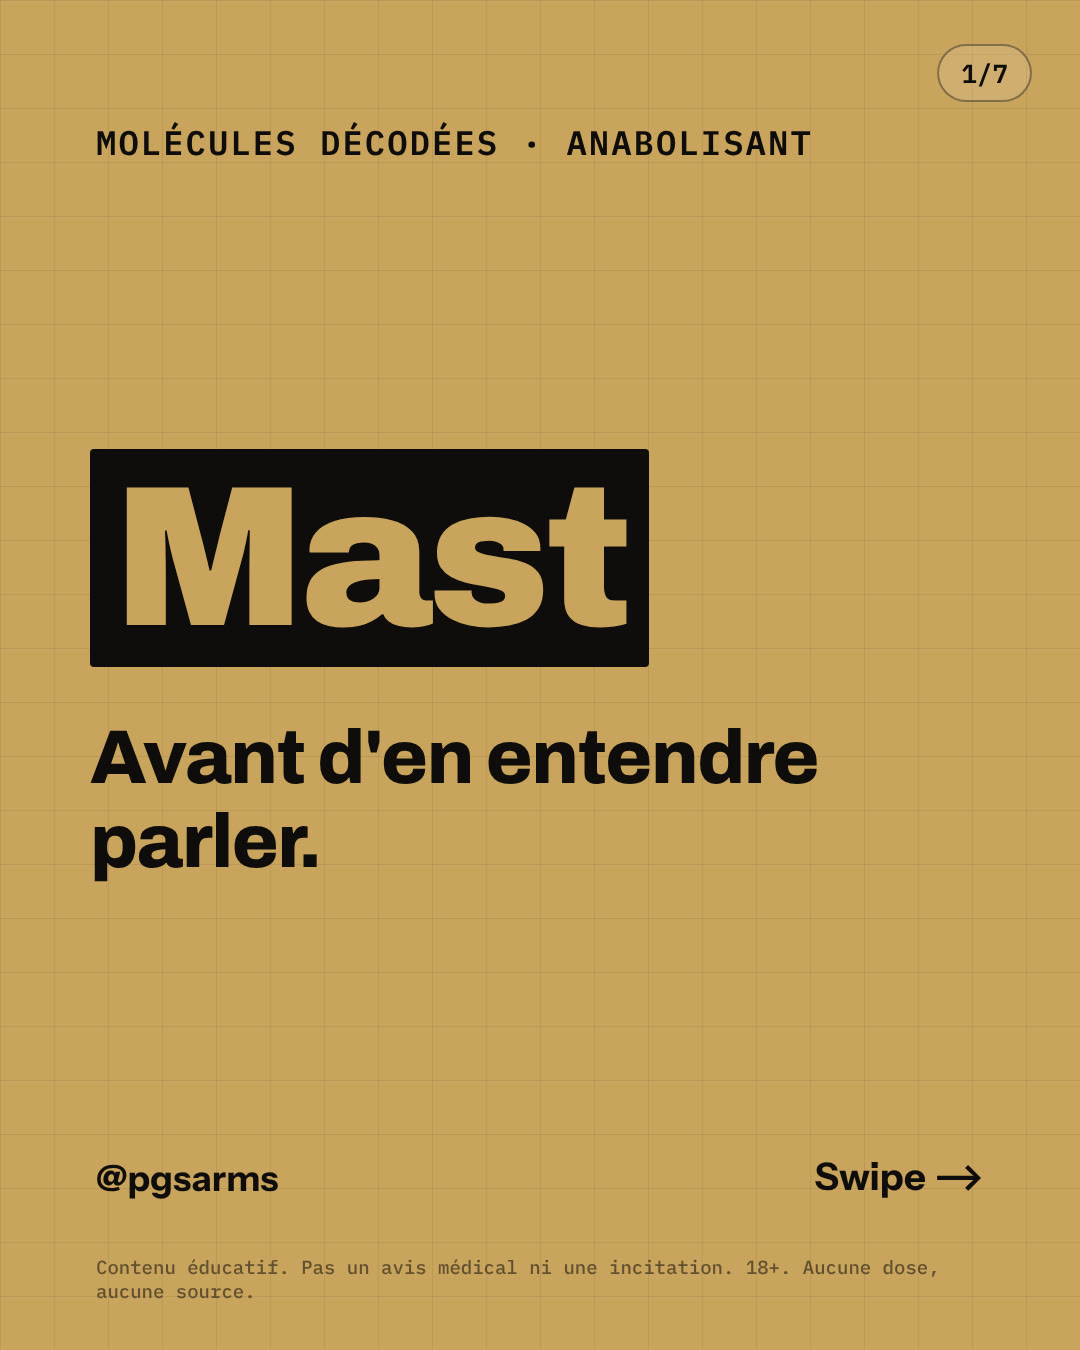 1/7
MOLÉCULES DÉCODÉES · ANABOLISANT
Mast
Avant d'en entendre
parler.
@pgsarms
Swipe →
Contenu éducatif. Pas un avis médical ni une incitation. 18+. Aucune dose,
aucune source.